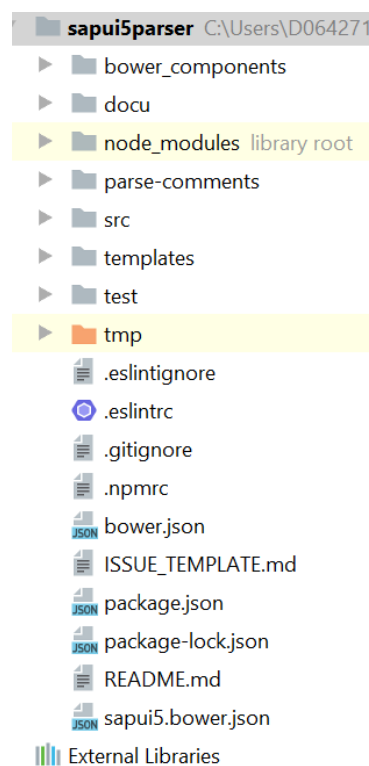 sapui5parser C:\Users\D064271
bower_components
docu
node_modules library root
parse-comments
src
templates
test
tmp
.eslintignore
.eslintrc
.gitignore
.npmrc
JSON bower.json
ISSUE_TEMPLATE.md
JSON package.json
JSON package-lock.json
README.md
JSON sapui5.bower.json
External Libraries